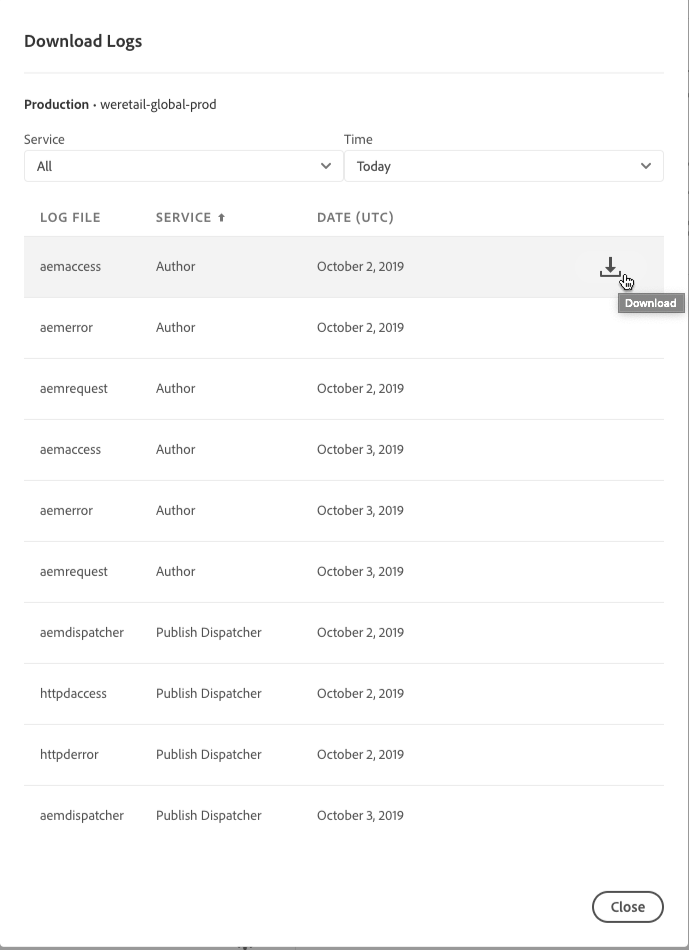 Download Logs
Production • weretail-global-prod
Service Time
All Today
LOG FILE SERVICE ↑ DATE (UTC)
aemaccess Author October 2, 2019
Download
aemerror Author October 2, 2019
aemrequest Author October 2, 2019
aemaccess Author October 3, 2019
aemerror Author October 3, 2019
aemrequest Author October 3, 2019
aemdispatcher Publish Dispatcher October 2, 2019
httpdaccess Publish Dispatcher October 2, 2019
httpderror Publish Dispatcher October 2, 2019
aemdispatcher Publish Dispatcher October 3, 2019
Close